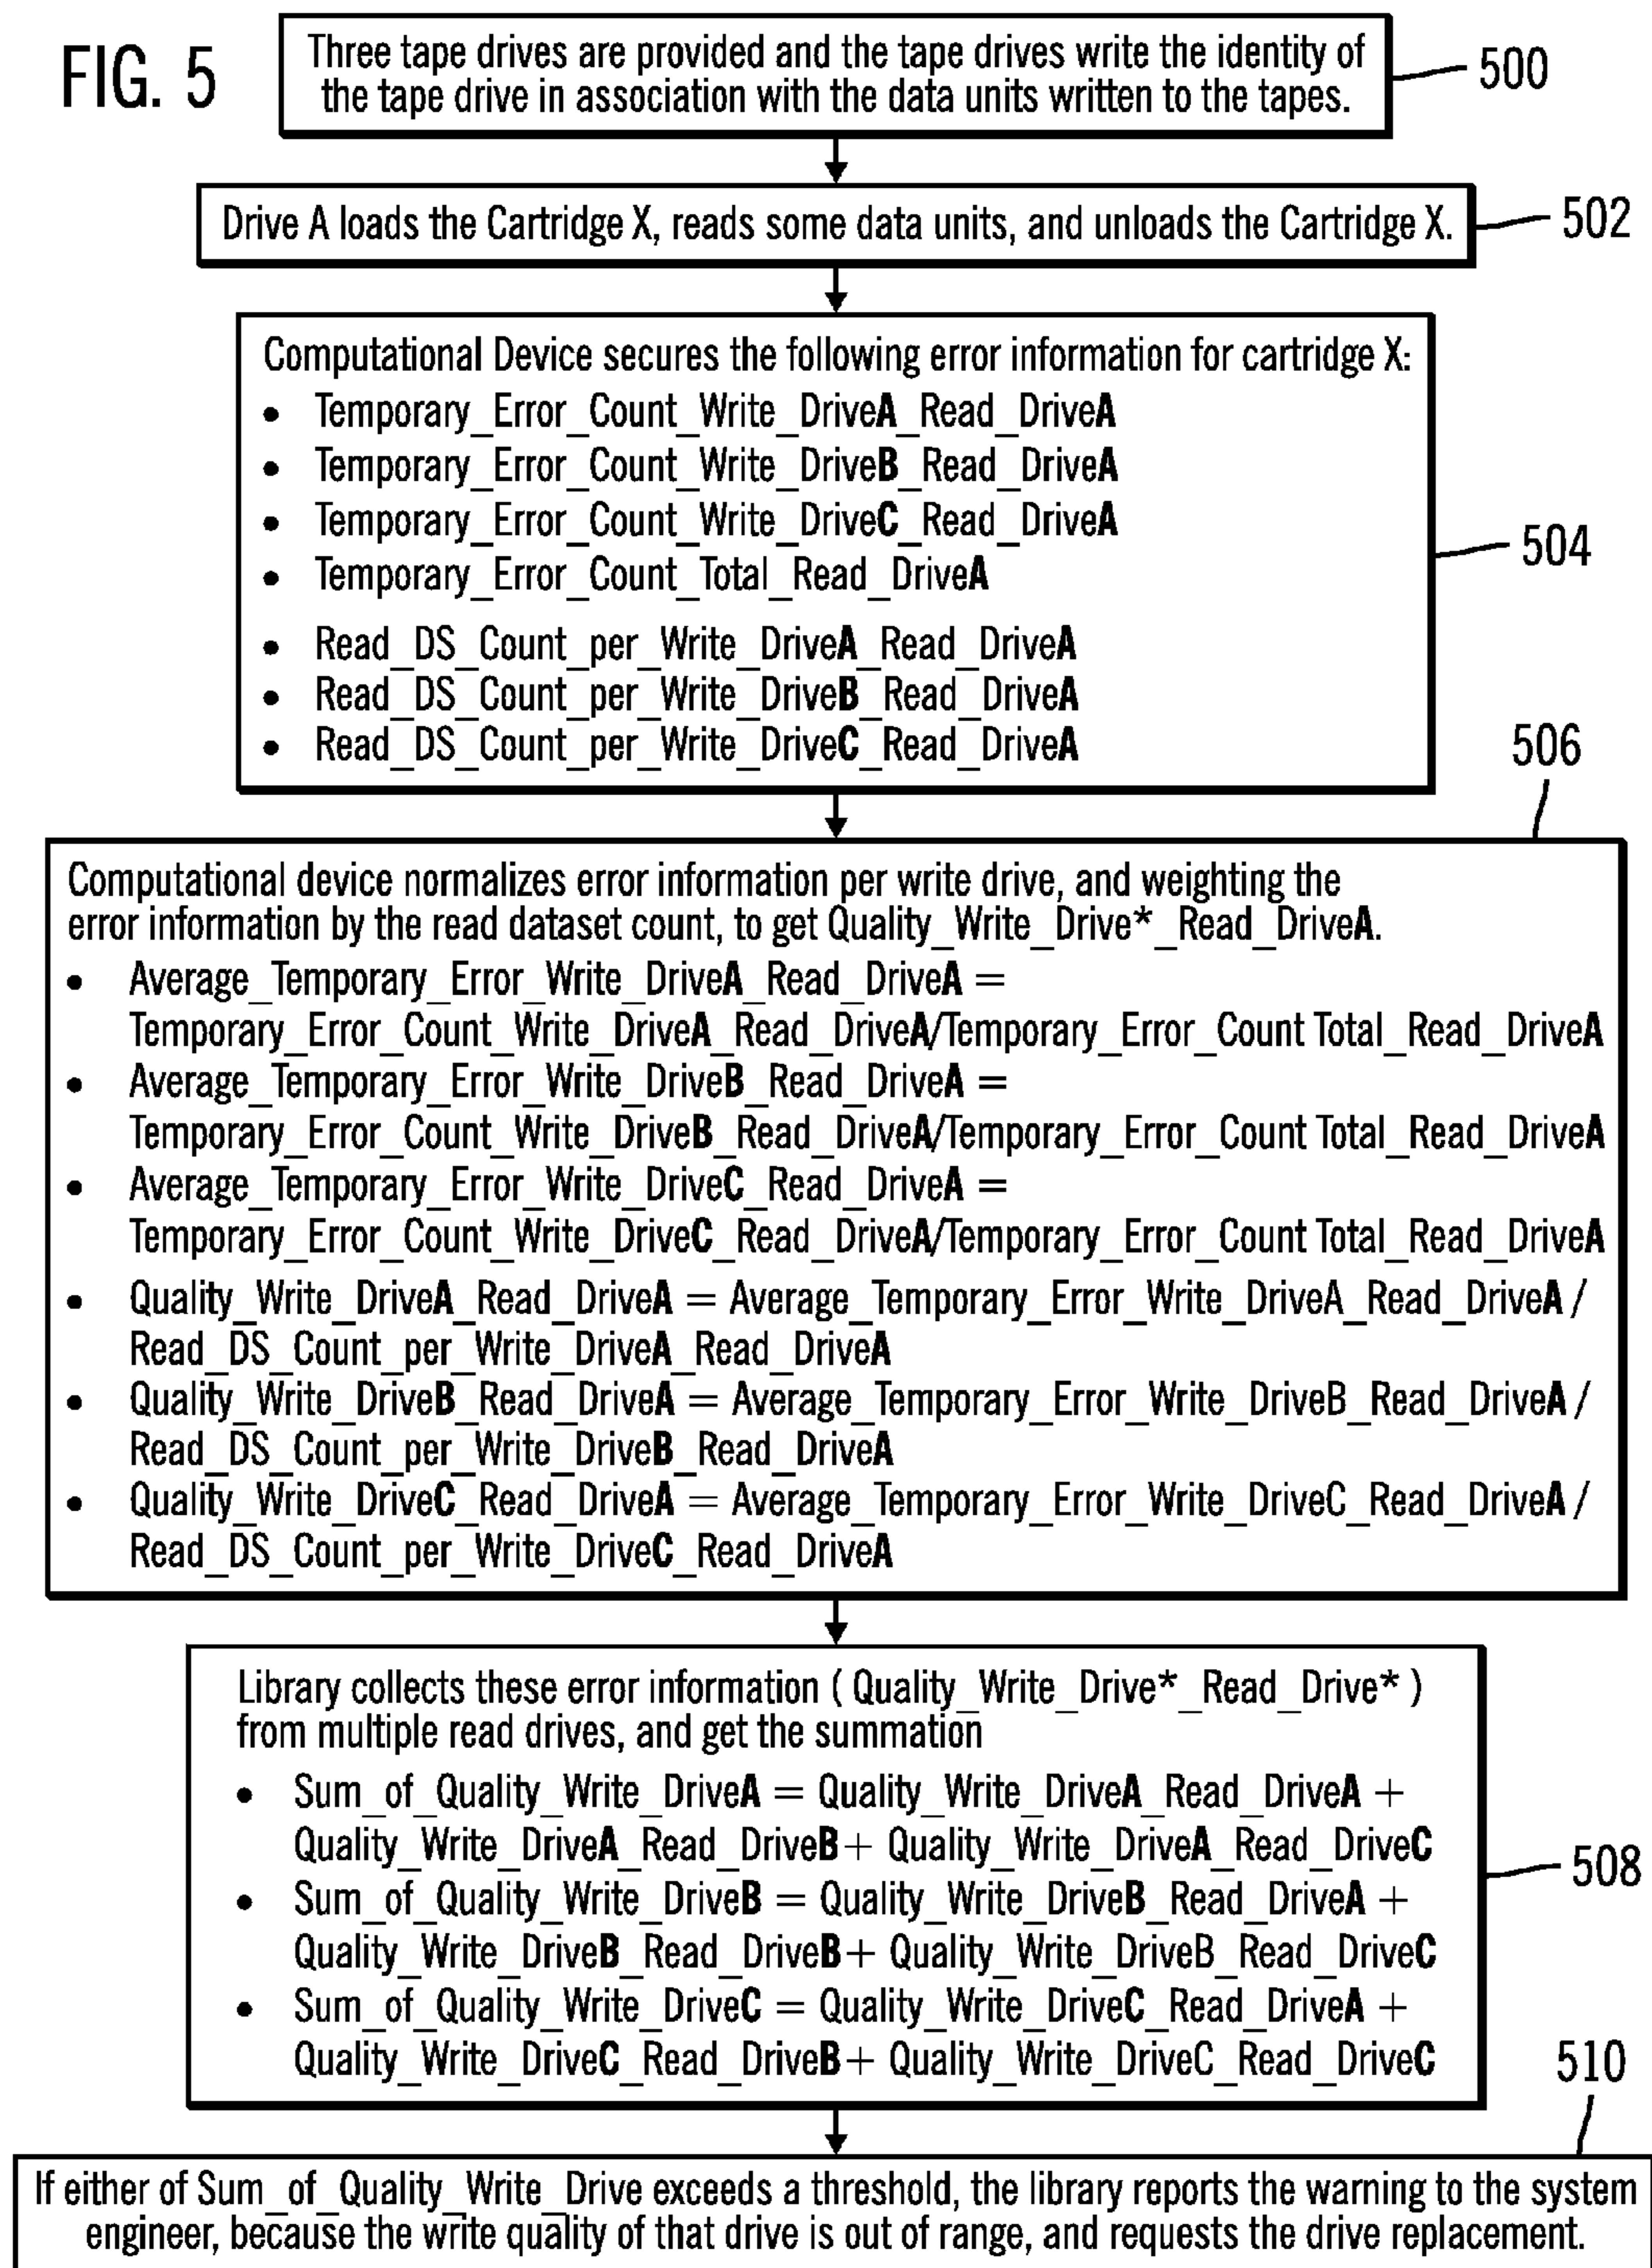 FIG. 5
Three tape drives are provided and the tape drives write the identity of
the tape drive in association with the data units written to the tapes.
500
Drive A loads the Cartridge X, reads some data units, and unloads the Cartridge X.
502
Computational Device secures the following error information for cartridge X:
• Temporary_Error_Count_Write_DriveA_Read_DriveA
• Temporary_Error_Count_Write_DriveB_Read_DriveA
• Temporary_Error_Count_Write_DriveC_Read_DriveA
• Temporary_Error_Count_Total_Read_DriveA
• Read_DS_Count_per_Write_DriveA_Read_DriveA
• Read_DS_Count_per_Write_DriveB_Read_DriveA
• Read_DS_Count_per_Write_DriveC_Read_DriveA
504
506
Computational device normalizes error information per write drive, and weighting the
error information by the read dataset count, to get Quality_Write_Drive*_Read_DriveA.
• Average_Temporary_Error_Write_DriveA_Read_DriveA =
Temporary_Error_Count_Write_DriveA_Read_DriveA/Temporary_Error_Count Total_Read_DriveA
• Average_Temporary_Error_Write_DriveB_Read_DriveA =
Temporary_Error_Count_Write_DriveB_Read_DriveA/Temporary_Error_Count Total_Read_DriveA
• Average_Temporary_Error_Write_DriveC_Read_DriveA =
Temporary_Error_Count_Write_DriveC_Read_DriveA/Temporary_Error_Count Total_Read_DriveA
• Quality_Write_DriveA_Read_DriveA = Average_Temporary_Error_Write_DriveA_Read_DriveA /
Read_DS_Count_per_Write_DriveA_Read_DriveA
• Quality_Write_DriveB_Read_DriveA = Average_Temporary_Error_Write_DriveB_Read_DriveA /
Read_DS_Count_per_Write_DriveB_Read_DriveA
• Quality_Write_DriveC_Read_DriveA = Average_Temporary_Error_Write_DriveC_Read_DriveA /
Read_DS_Count_per_Write_DriveC_Read_DriveA
Library collects these error information ( Quality_Write_Drive*_Read_Drive* )
from multiple read drives, and get the summation
• Sum_of_Quality_Write_DriveA = Quality_Write_DriveA_Read_DriveA +
Quality_Write_DriveA_Read_DriveB + Quality_Write_DriveA_Read_DriveC
• Sum_of_Quality_Write_DriveB = Quality_Write_DriveB_Read_DriveA +
Quality_Write_DriveB_Read_DriveB + Quality_Write_DriveB_Read_DriveC
• Sum_of_Quality_Write_DriveC = Quality_Write_DriveC_Read_DriveA +
Quality_Write_DriveC_Read_DriveB + Quality_Write_DriveC_Read_DriveC
508
510
If either of Sum_of_Quality_Write_Drive exceeds a threshold, the library reports the warning to the system
engineer, because the write quality of that drive is out of range, and requests the drive replacement.